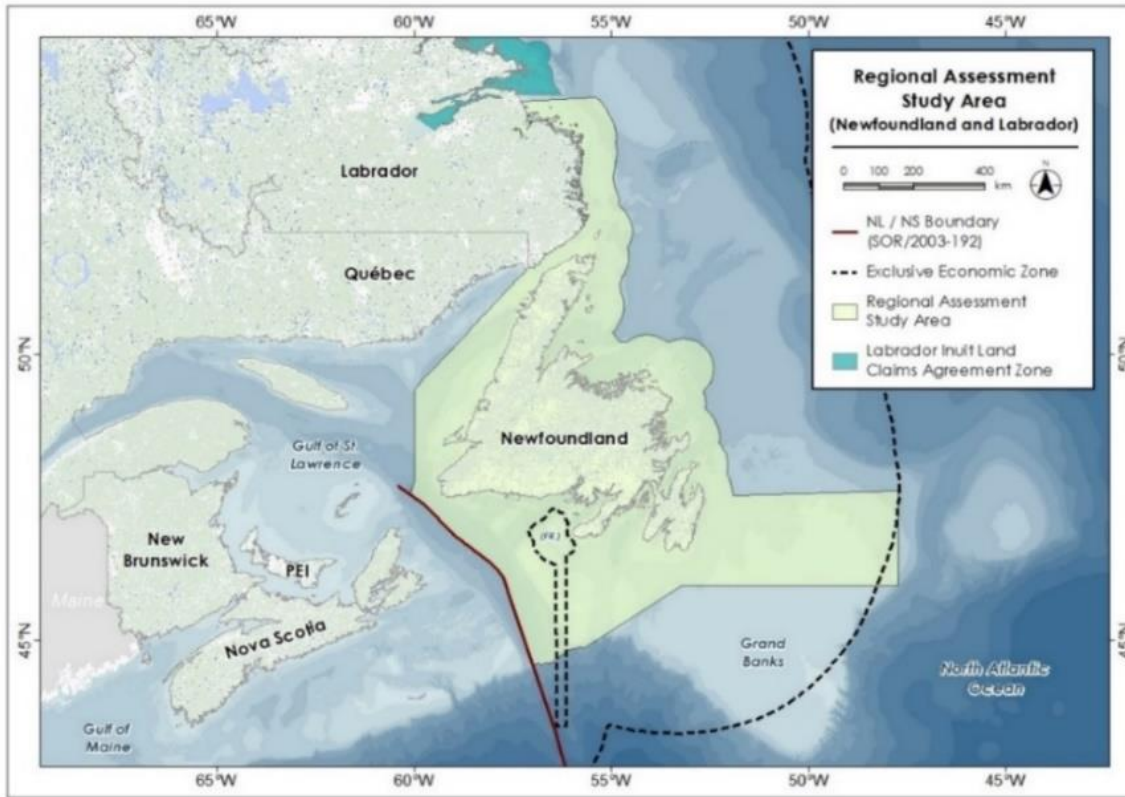 65°W 60°W 55°W 50°W 45°W
Regional Assessment
Study Area
(Newfoundland and Labrador)
0 100 200 400
km
N
NL / NS Boundary
(SOR/2003-192)
Exclusive Economic Zone
Regional Assessment
Study Area
Labrador Inuit Land
Claims Agreement Zone
Labrador
Québec
50°N
50°N
Newfoundland
Gulf of St.
Lawrence
(FR.)
New
Brunswick
PEI
Maine
Nova Scotia
45°N
45°N
Grand
Banks
North Atlantic
Ocean
Gulf of
Maine
65°W 60°W 55°W 50°W 45°W